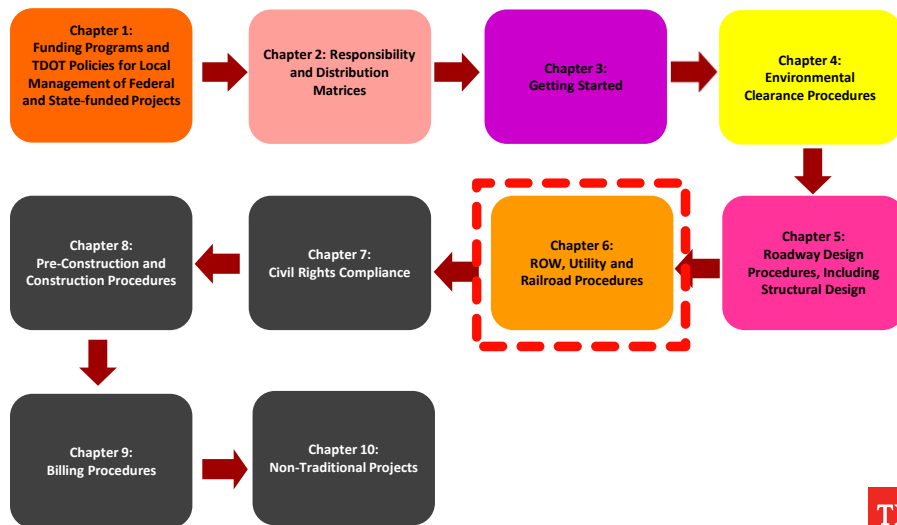 Chapter 1:
Funding Programs and
TDOT Policies for Local
Management of Federal
and State-funded Projects
Chapter 2: Responsibility
and Distribution
Matrices
Chapter 3:
Getting Started
Chapter 4:
Environmental
Clearance Procedures
Chapter 5:
Roadway Design
Procedures, Including
Structural Design
Chapter 6:
ROW, Utility and
Railroad Procedures
Chapter 7:
Civil Rights Compliance
Chapter 8:
Pre-Construction and
Construction Procedures
Chapter 9:
Billing Procedures
Chapter 10:
Non-Traditional Projects